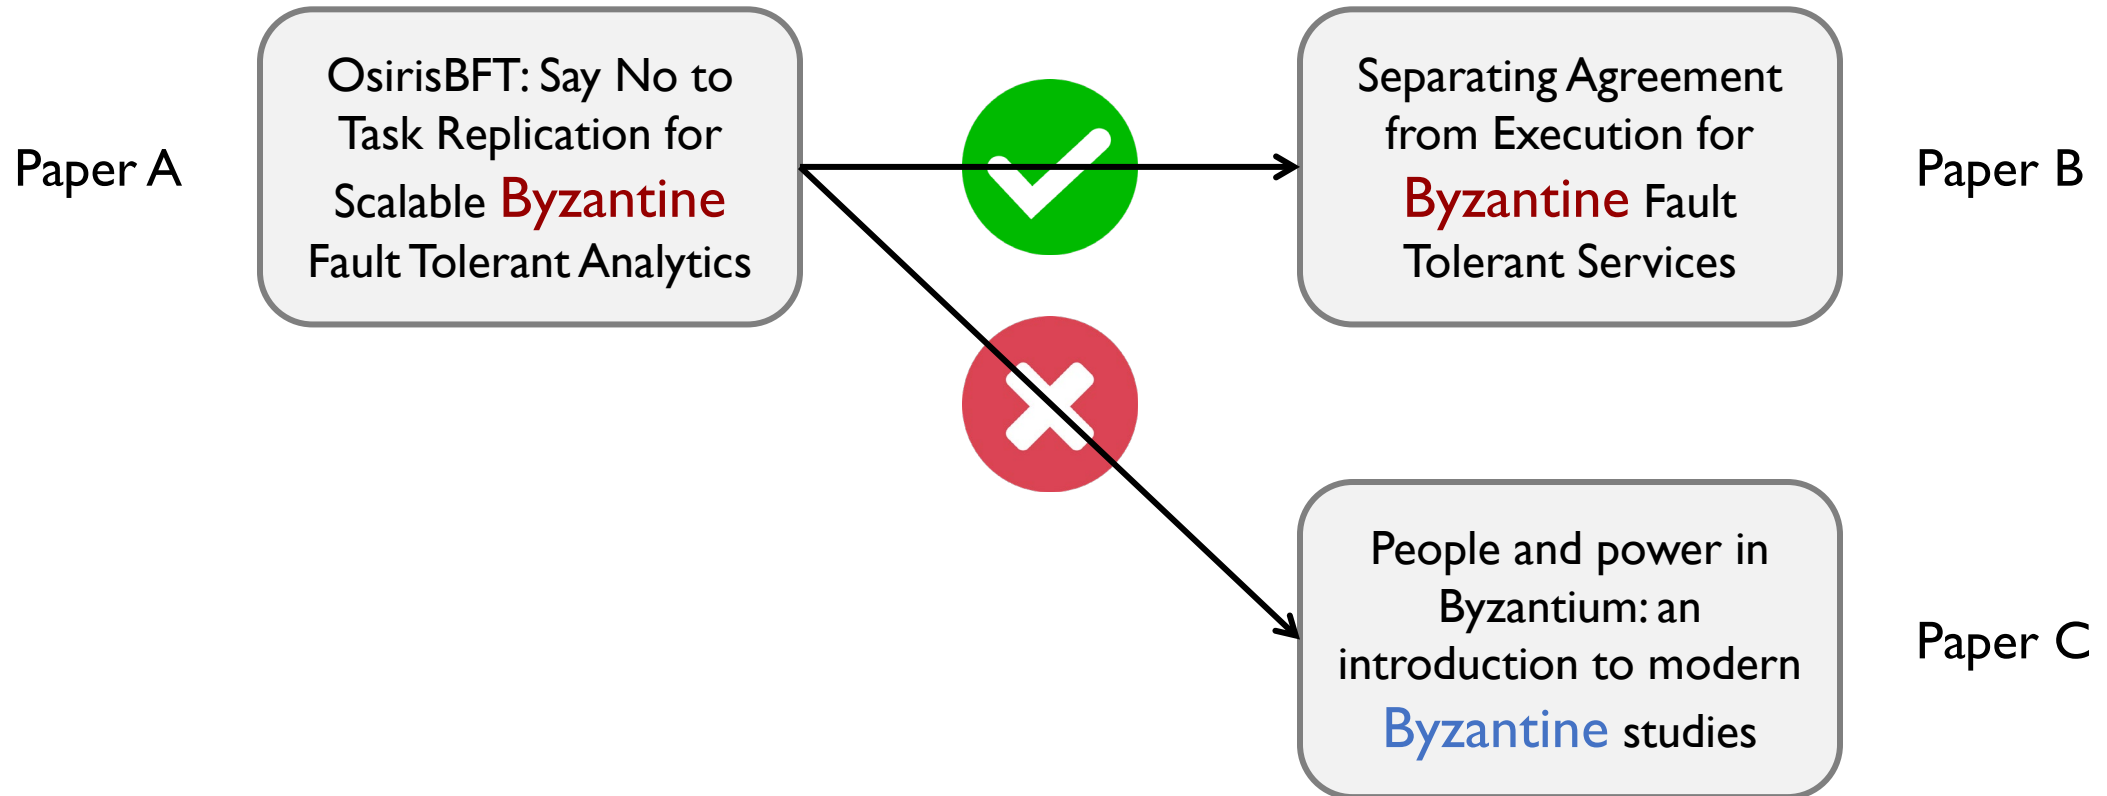 Paper A
OsirisBFT: Say No to
Task Replication for
Scalable Byzantine
Fault Tolerant Analytics
Separating Agreement
from Execution for
Byzantine Fault
Tolerant Services
Paper B
People and power in
Byzantium: an
introduction to modern
Byzantine studies
Paper C